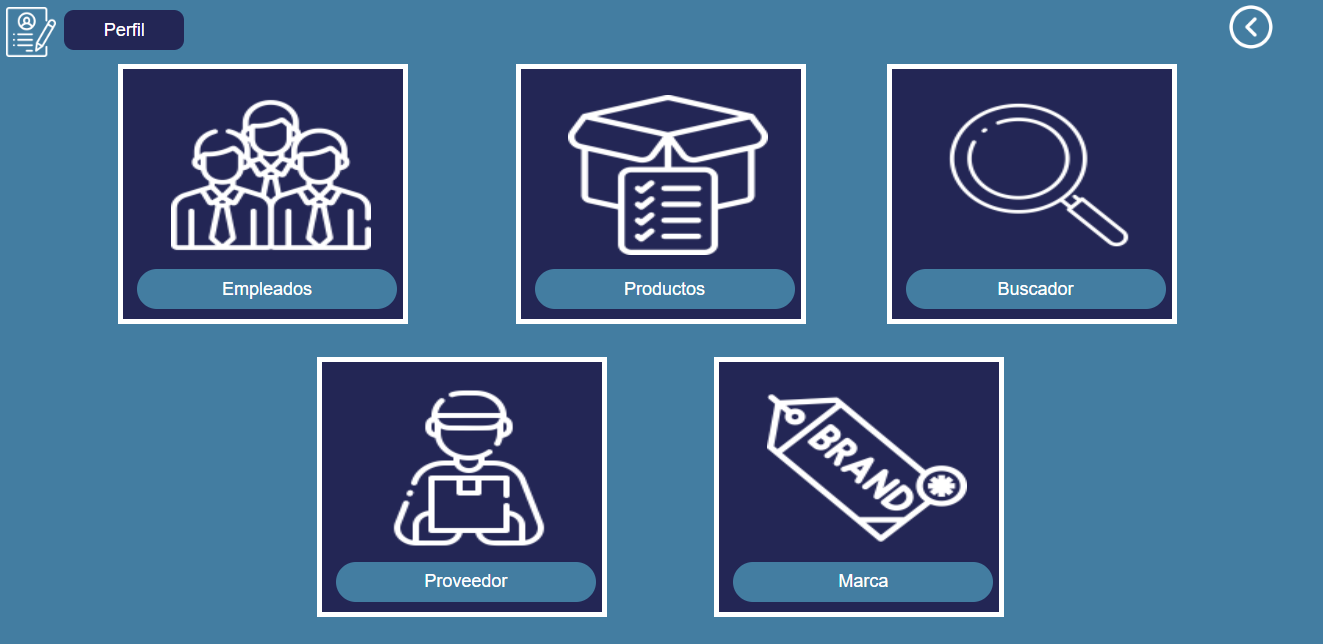 Perfil
Empleados
Productos
Buscador
BRAND
Proveedor
Marca